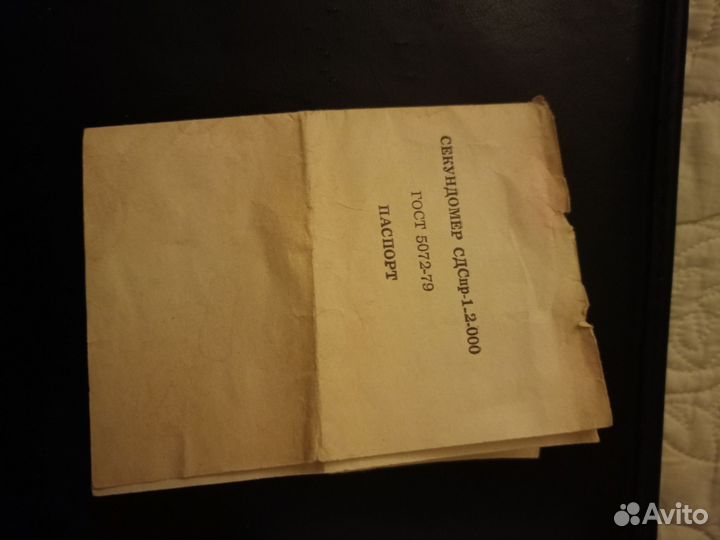 СЕКУНДОМЕР СДСпр-1-2-000
ГОСТ 5072-79
ПАСПОРТ
Avito